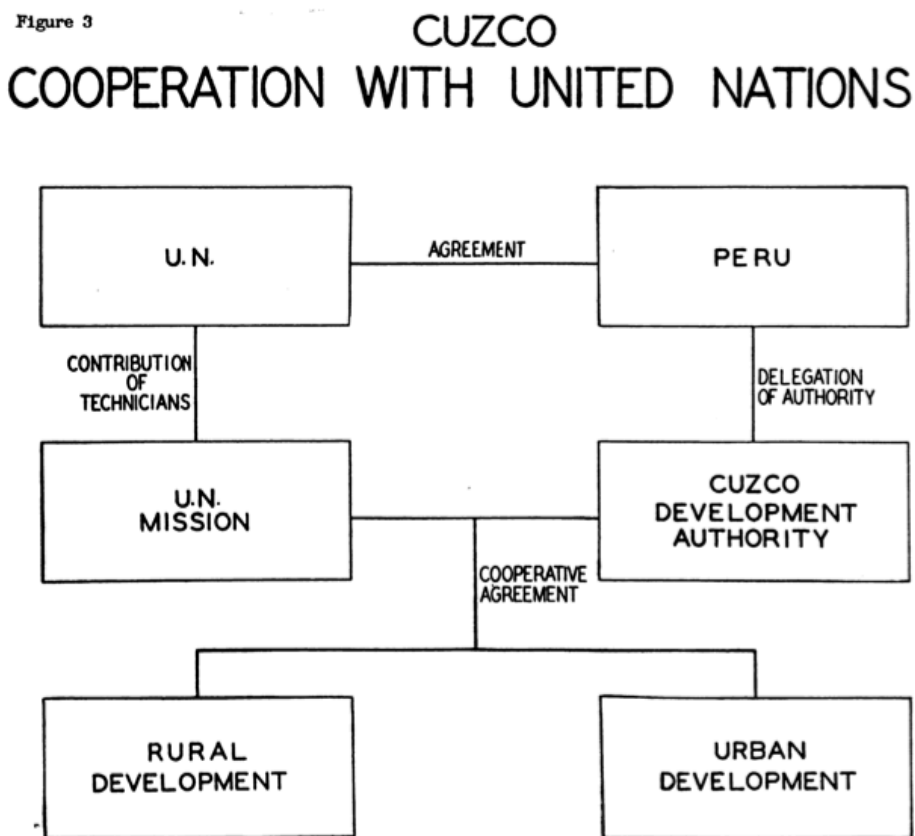 Figure 3
CUZCO
COOPERATION WITH UNITED NATIONS
U.N.
AGREEMENT
PERU
CONTRIBUTION
OF
TECHNICIANS
DELEGATION
OF AUTHORITY
U.N.
MISSION
CUZCO
DEVELOPMENT
AUTHORITY
COOPERATIVE
AGREEMENT
RURAL
DEVELOPMENT
URBAN
DEVELOPMENT